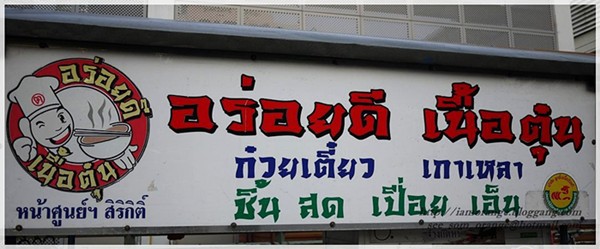 อร่อยดี
เนื้อตุ๋น
หน้าศูนย์ฯ สิริกิติ์
อร่อยดี เนื้อตุ๋น
ก๋วยเตี๋ยว เกาเหลา
ชิ้น สด เปื่อย เอ็น